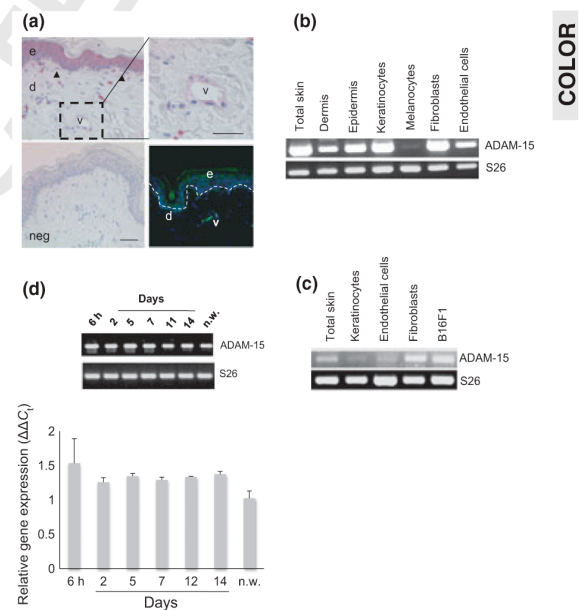 COLOR
(a)
e
d
v
v
neg
e
d
v
(b)
Total skin
Dermis
Epidermis
Keratinocytes
Melanocytes
Fibroblasts
Endothelial cells
ADAM-15
S26
(c)
Total skin
Keratinocytes
Endothelial cells
Fibroblasts
B16F1
ADAM-15
S26
(d)
Days
6 h
2
5
7
11
14
n.w.
ADAM-15
S26
Relative gene expression (ΔΔCt)
2
1.5
1
0.5
0
6 h 2 5 7 12 14 n.w.
Days